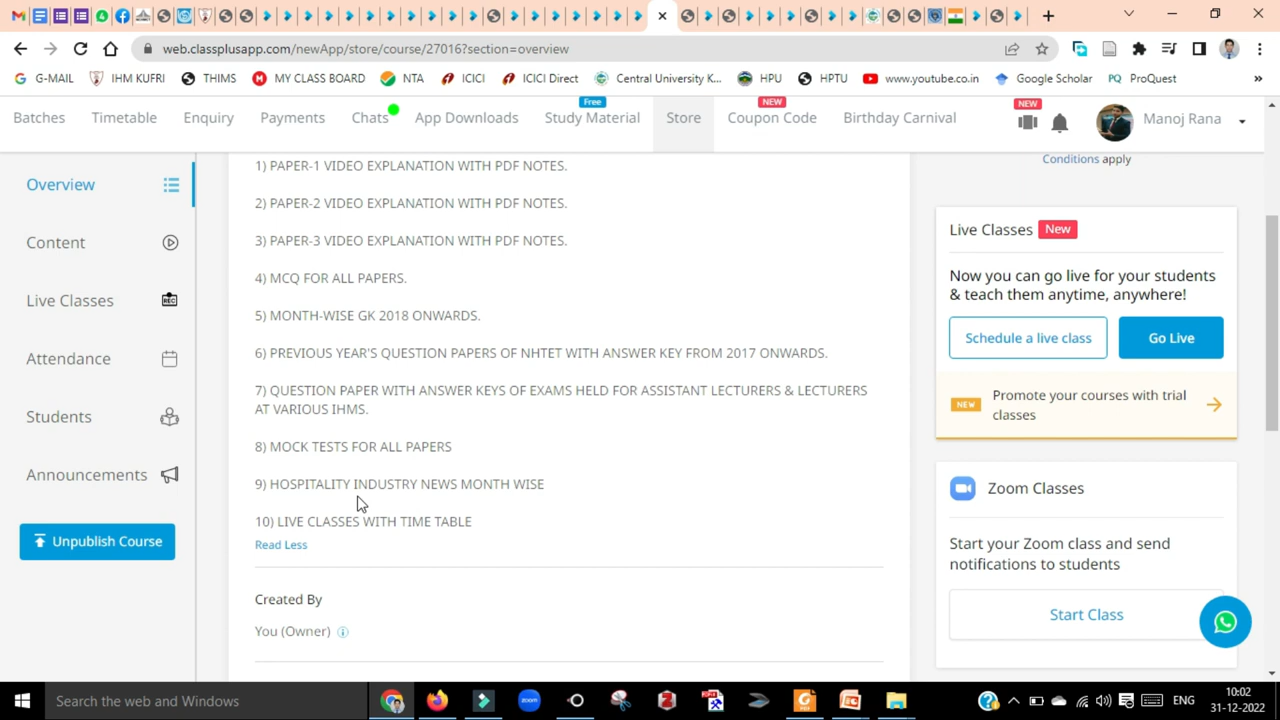 web.classplusapp.com/newApp/store/course/27016?section=overview
G-MAIL
IHM KUFRI
THIMS
MY CLASS BOARD
NTA
ICICI
ICICI Direct
Central University K...
HPU
HPTU
www.youtube.co.in
Google Scholar
PQ ProQuest
»
Free
NEW
NEW
Batches
Timetable
Enquiry
Payments
Chats
App Downloads
Study Material
Store
Coupon Code
Birthday Carnival
Manoj Rana
Overview
Content
Live Classes
REC
Attendance
Students
Announcements
Unpublish Course
1) PAPER-1 VIDEO EXPLANATION WITH PDF NOTES.
2) PAPER-2 VIDEO EXPLANATION WITH PDF NOTES.
3) PAPER-3 VIDEO EXPLANATION WITH PDF NOTES.
4) MCQ FOR ALL PAPERS.
5) MONTH-WISE GK 2018 ONWARDS.
6) PREVIOUS YEAR'S QUESTION PAPERS OF NHTET WITH ANSWER KEY FROM 2017 ONWARDS.
7) QUESTION PAPER WITH ANSWER KEYS OF EXAMS HELD FOR ASSISTANT LECTURERS & LECTURERS
AT VARIOUS IHMS.
8) MOCK TESTS FOR ALL PAPERS
9) HOSPITALITY INDUSTRY NEWS MONTH WISE
10) LIVE CLASSES WITH TIME TABLE
Read Less
Created By
You (Owner)
Conditions apply
Live Classes New
Now you can go live for your students
& teach them anytime, anywhere!
Schedule a live class
Go Live
NEW
Promote your courses with trial
classes
Zoom Classes
Start your Zoom class and send
notifications to students
Start Class
Search the web and Windows
zoom
ENG
10:02
31-12-2022